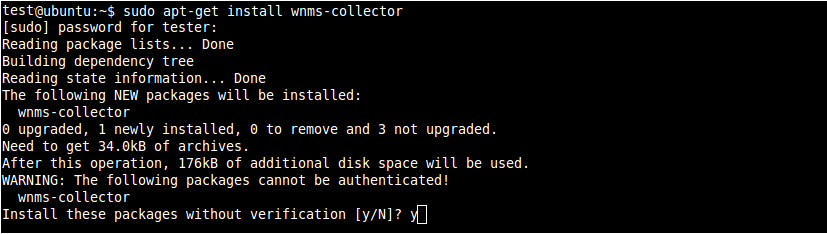 test@ubuntu:~$ sudo apt-get install wnms-collector
[sudo] password for tester:
Reading package lists... Done
Building dependency tree
Reading state information... Done
The following NEW packages will be installed:
  wnms-collector
0 upgraded, 1 newly installed, 0 to remove and 3 not upgraded.
Need to get 34.0kB of archives.
After this operation, 176kB of additional disk space will be used.
WARNING: The following packages cannot be authenticated!
  wnms-collector
Install these packages without verification [y/N]? y